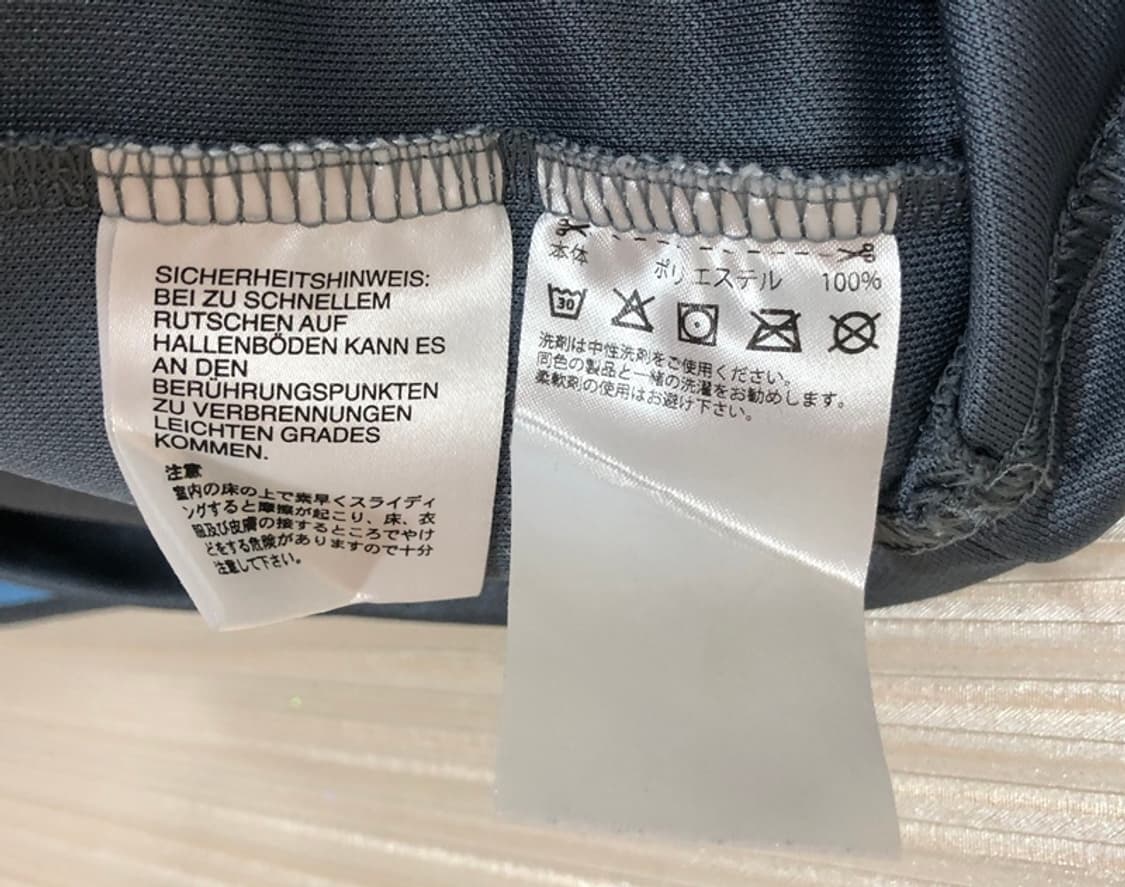 SICHERHEITSHINWEIS:
BEI ZU SCHNELLEM
RUTSCHEN AUF
HALLENBÖDEN KANN ES
AN DEN
BERÜHRUNGSPUNKTEN
ZU VERBRENNUNGEN
LEICHTEN GRADES
KOMMEN.
注意
室内の床の上で素早くスライディ
ングすると摩擦が起こり、床、衣
服及び皮膚の接するところでやけ
どをする危険がありますので十分
注意して下さい。
本体 ポリエステル 100%
30
洗剤は中性洗剤をご使用ください。
同色の製品と一緒の洗濯をお勧めします。
柔軟剤の使用はお避け下さい。